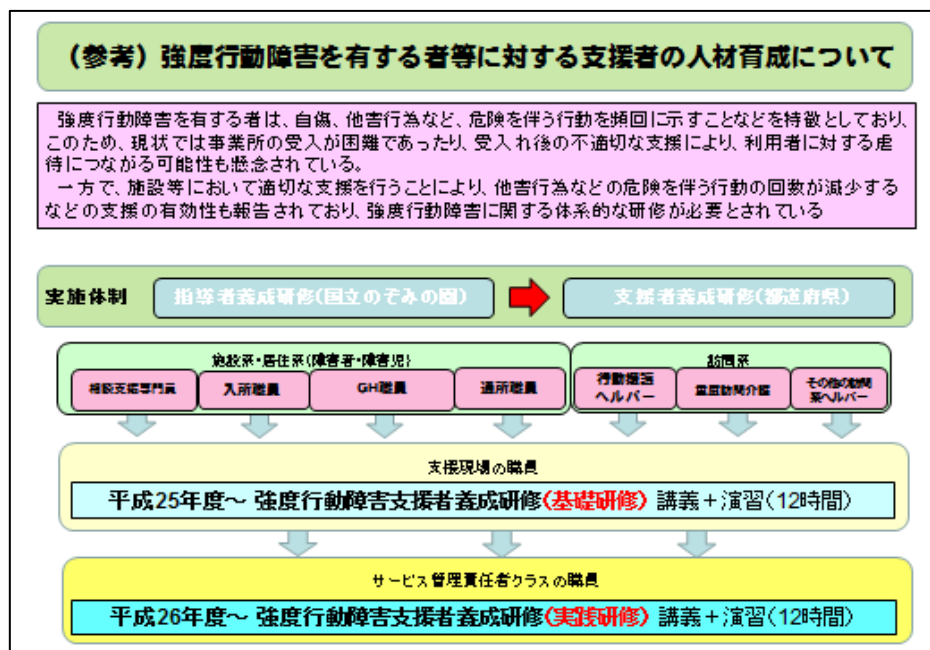 （参考）強度行動障害を有する者等に対する支援者の人材育成について
強度行動障害を有する者は、自傷、他害行為など、危険を伴う行動を頻回に示すことなどを特徴としており、
このため、現状では事業所の受入が困難であったり、受入れ後の不適切な支援により、利用者に対する虐
待につながる可能性も懸念されている。
一方で、施設等において適切な支援を行うことにより、他害行為などの危険を伴う行動の回数が減少する
などの支援の有効性も報告されており、強度行動障害に関する体系的な研修が必要とされている
実施体制
指導者養成研修(国立のぞみの園)
支援者養成研修(都道府県)
施設系・居住系(障害者・障害児)
訪問系
相談支援専門員
入所職員
GH職員
通所職員
行動援護
ヘルパー
重度訪問介護
その他の訪問
系ヘルパー
支援現場の職員
平成25年度～ 強度行動障害支援者養成研修(基礎研修) 講義＋演習(12時間)
サービス管理責任者クラスの職員
平成26年度～ 強度行動障害支援者養成研修(実践研修) 講義＋演習(12時間)